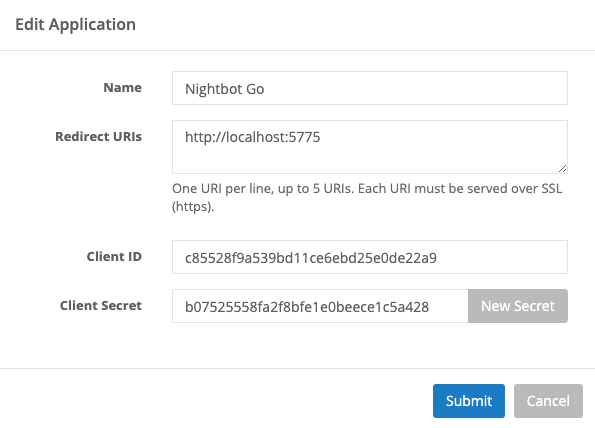 Edit Application
Name
Nightbot Go
Redirect URIs
http://localhost:5775
One URI per line, up to 5 URIs. Each URI must be served over SSL
(https).
Client ID
c85528f9a539bd11ce6ebd25e0de22a9
Client Secret
b07525558fa2f8bfe1e0beece1c5a428
New Secret
Submit
Cancel